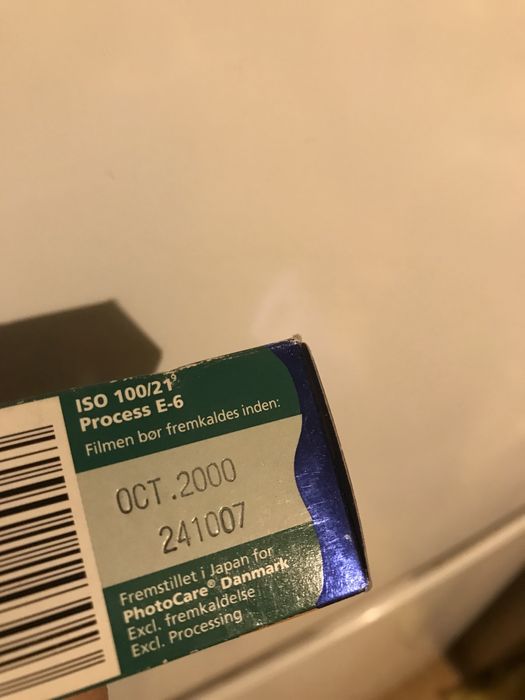 ISO 100/21°
Process E-6
Filmen bør fremkaldes inden:
OCT.2000
241007
Fremstillet i Japan for
PhotoCare® Danmark
Excl. fremkaldelse
Excl. Processing